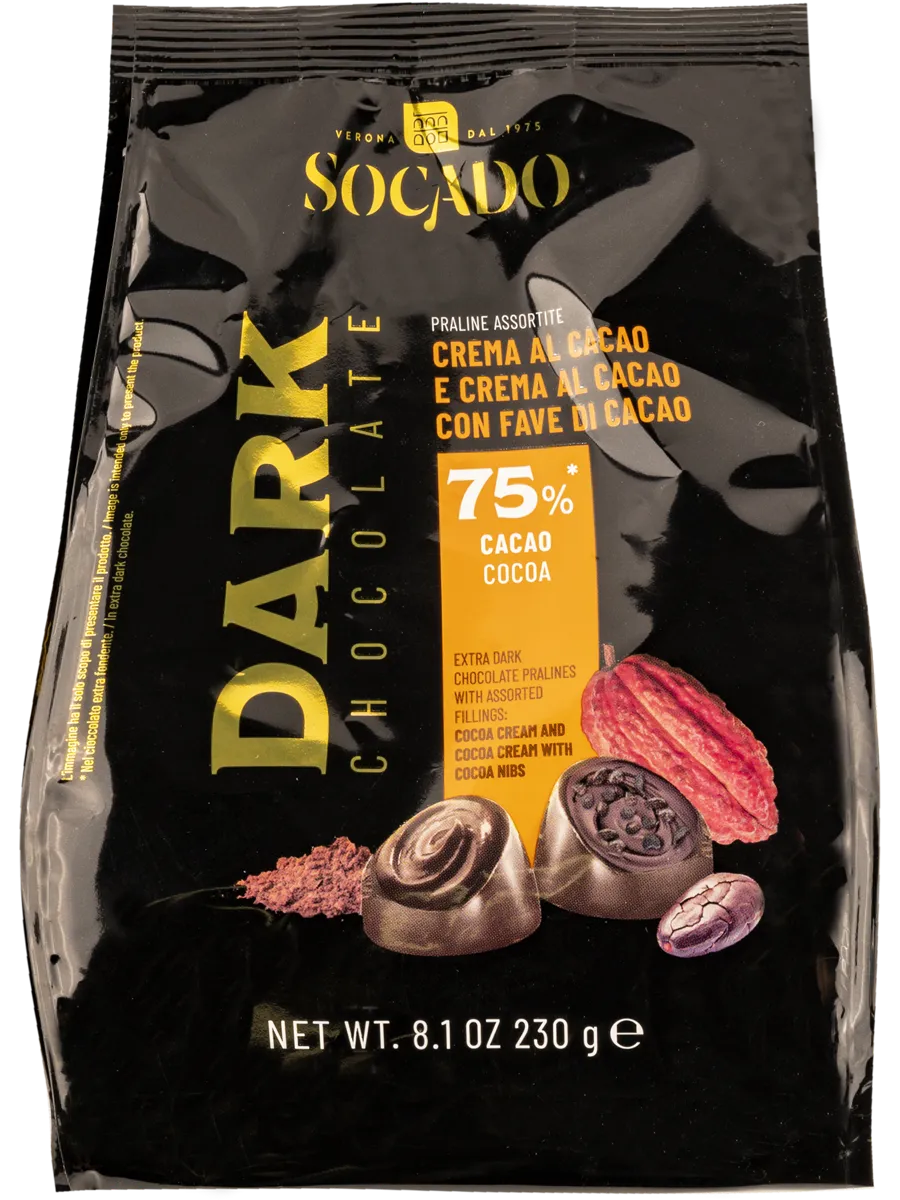 VERONA DAL 1975
SOCADO
DARK
CHOCOLATE
PRALINE ASSORTITE
CREMA AL CACAO
E CREMA AL CACAO
CON FAVE DI CACAO
75%*
CACAO
COCOA
EXTRA DARK
CHOCOLATE PRALINES
WITH ASSORTED
FILLINGS:
COCOA CREAM AND
COCOA CREAM WITH
COCOA NIBS
L'immagine ha il solo scopo di presentare il prodotto. / Image is intended only to present the product.
* Nel cioccolato extra fondente. / In extra dark chocolate.
NET WT. 8.1 OZ 230 g ℮